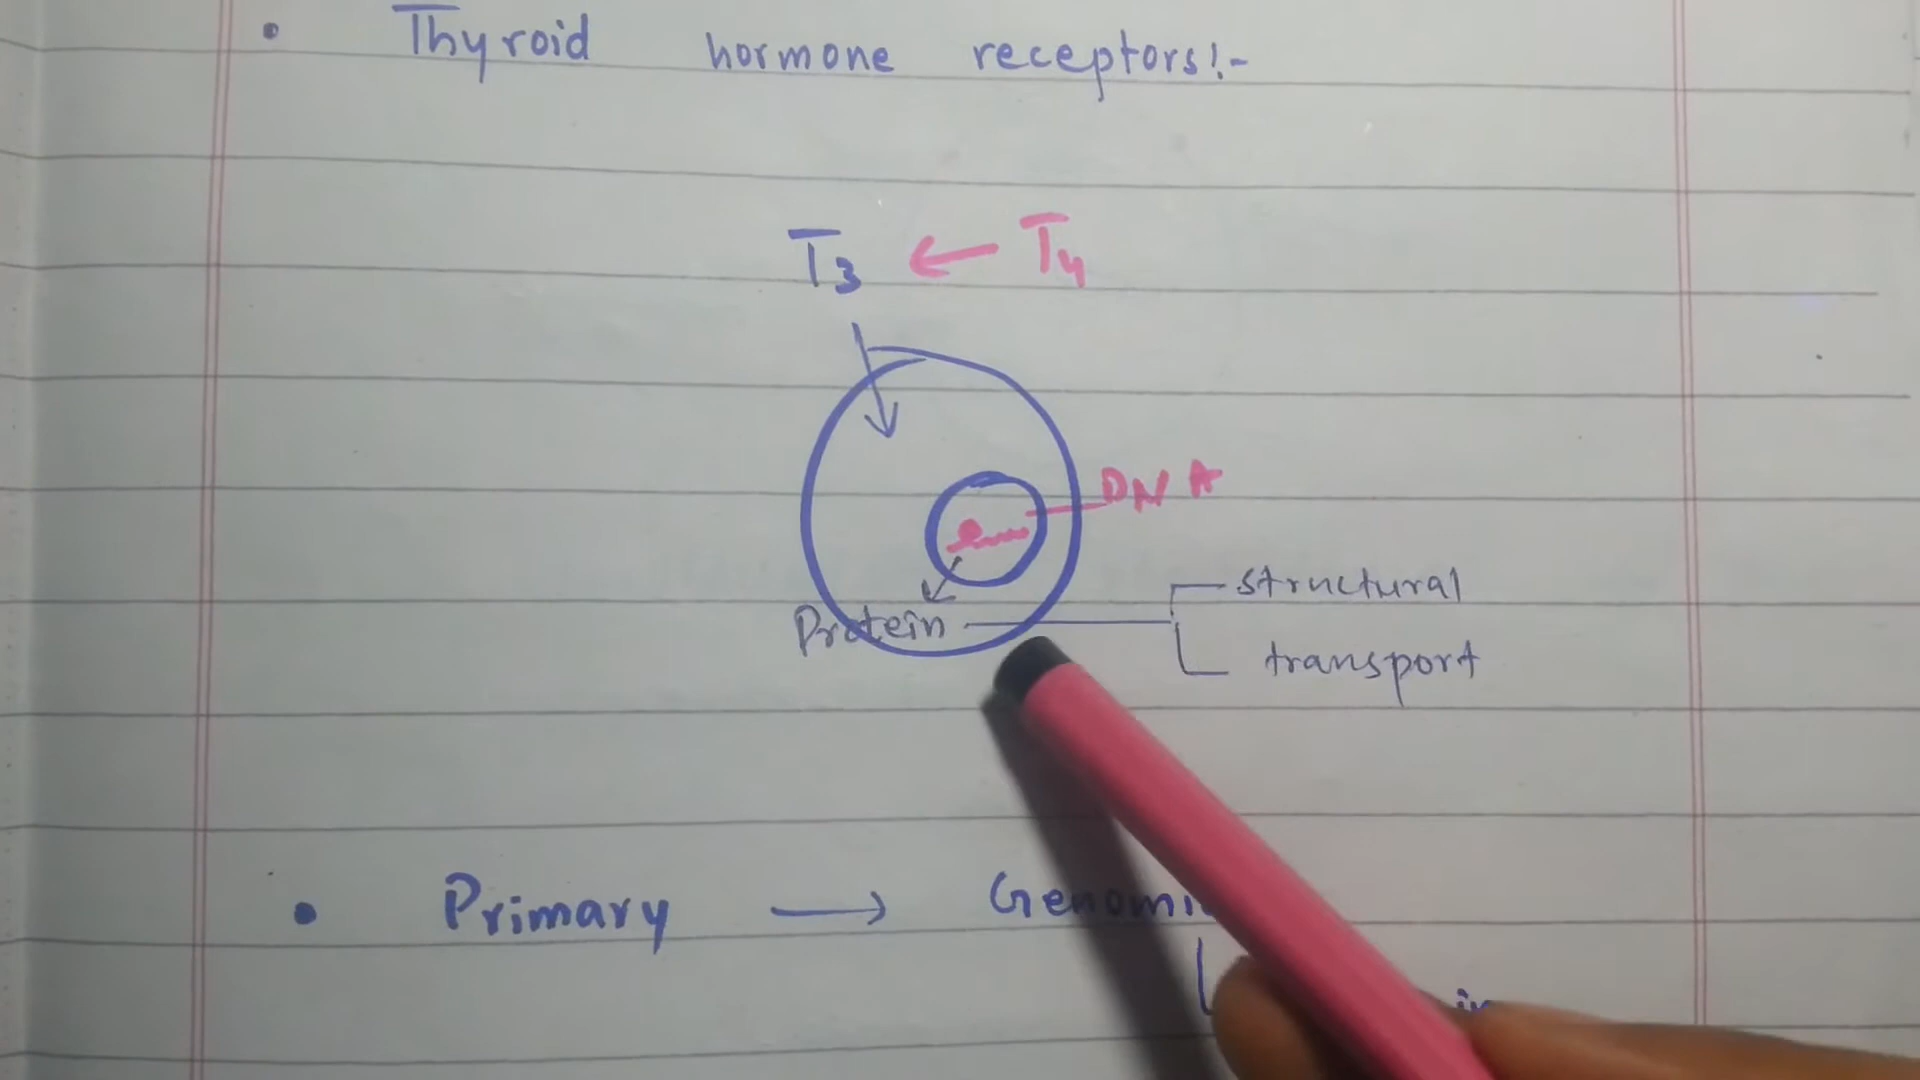 • Thyroid hormone receptors!-
T3 ← T4
DNA
structural
Protein
transport
• Primary → Genomi